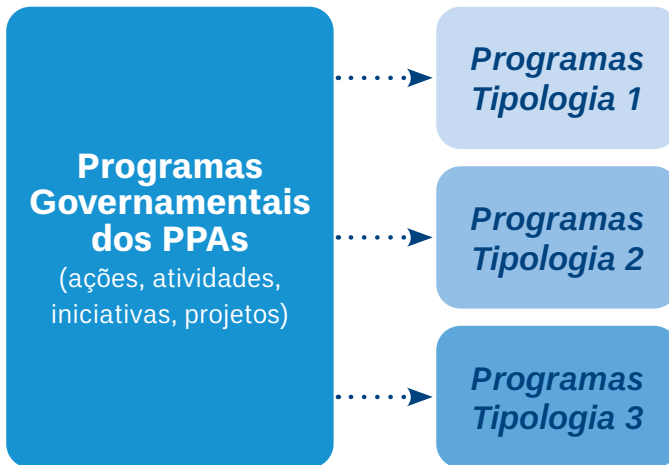 Programas
Governamentais
dos PPAs
(ações, atividades,
iniciativas, projetos)
Programas
Tipologia 1
Programas
Tipologia 2
Programas
Tipologia 3